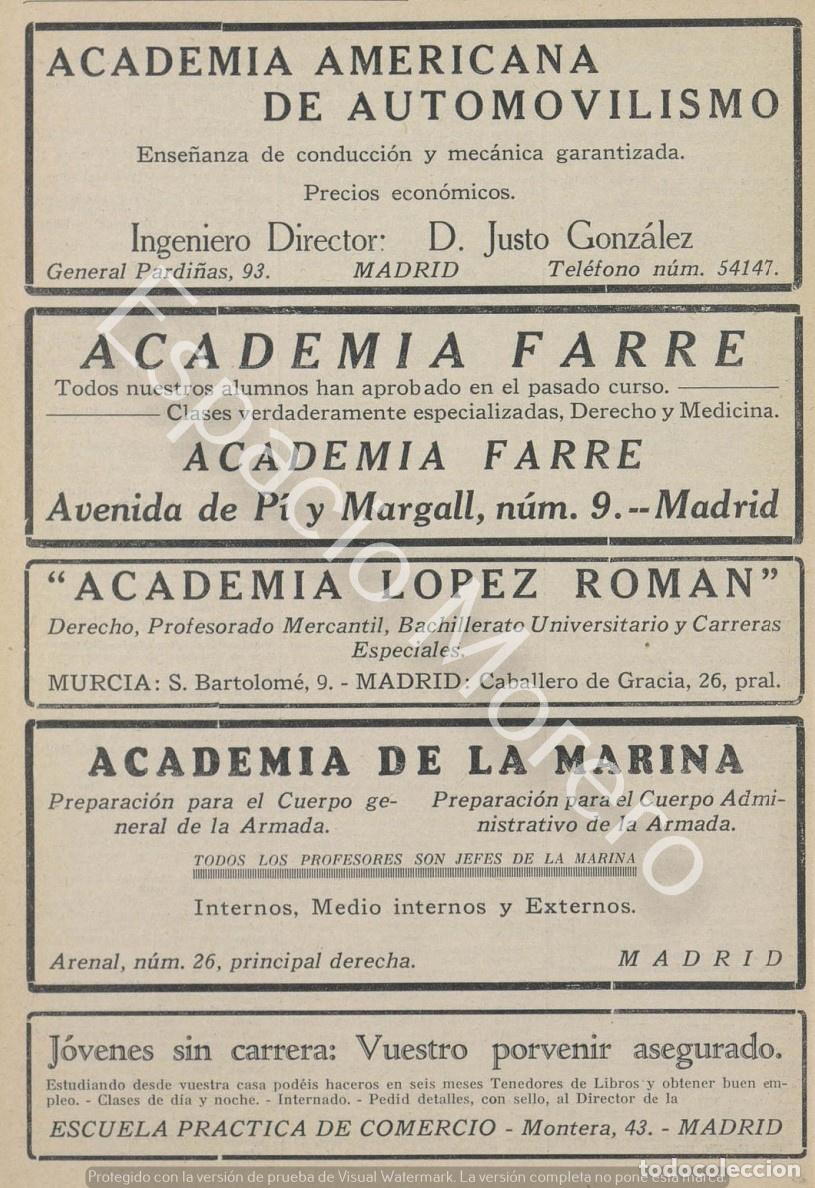 ACADEMIA AMERICANA
DE AUTOMOVILISMO
Enseñanza de conducción y mecánica garantizada.
Precios económicos.
Ingeniero Director: D. Justo González
General Pardiñas, 93. MADRID Teléfono núm. 54147.
ACADEMIA FARRE
Todos nuestros alumnos han aprobado en el pasado curso. ———
——— Clases verdaderamente especializadas, Derecho y Medicina.
ACADEMIA FARRE
Avenida de Pí y Margall, núm. 9.--Madrid
"ACADEMIA LOPEZ ROMAN"
Derecho, Profesorado Mercantil, Bachillerato Universitario y Carreras
Especiales.
MURCIA: S. Bartolomé, 9. - MADRID: Caballero de Gracia, 26, pral.
ACADEMIA DE LA MARINA
Preparación para el Cuerpo ge-
neral de la Armada.
Preparación para el Cuerpo Admi-
nistrativo de la Armada.
TODOS LOS PROFESORES SON JEFES DE LA MARINA
Internos, Medio internos y Externos.
Arenal, núm. 26, principal derecha. MADRID
Jóvenes sin carrera: Vuestro porvenir asegurado.
Estudiando desde vuestra casa podéis haceros en seis meses Tenedores de Libros y obtener buen em-
pleo. - Clases de día y noche. - Internado. - Pedid detalles, con sello, al Director de la
ESCUELA PRACTICA DE COMERCIO - Montera, 43. - MADRID
Espacio Morero
Protegido con la versión de prueba de Visual Watermark. La versión completa no pone esta marca.
todocoleccion